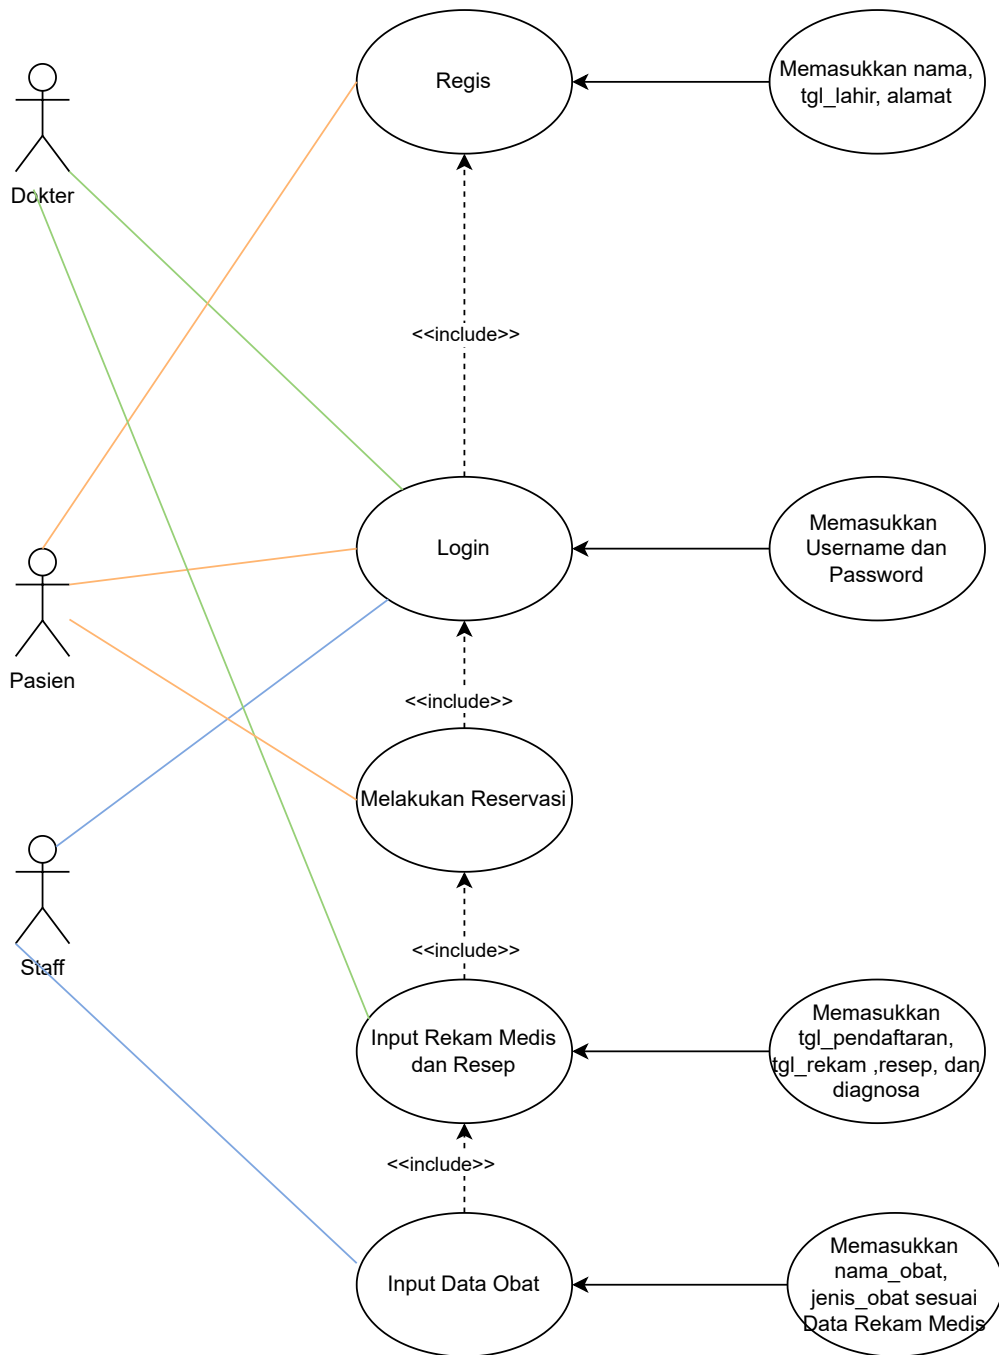 Regis
Memasukkan nama,
tgl_lahir, alamat
Dokter
<<include>>
Login
Memasukkan
Username dan
Password
Pasien
<<include>>
Melakukan Reservasi
Staff
<<include>>
Input Rekam Medis
dan Resep
Memasukkan
tgl_pendaftaran,
tgl_rekam ,resep, dan
diagnosa
<<include>>
Input Data Obat
Memasukkan
nama_obat,
jenis_obat sesuai
Data Rekam Medis